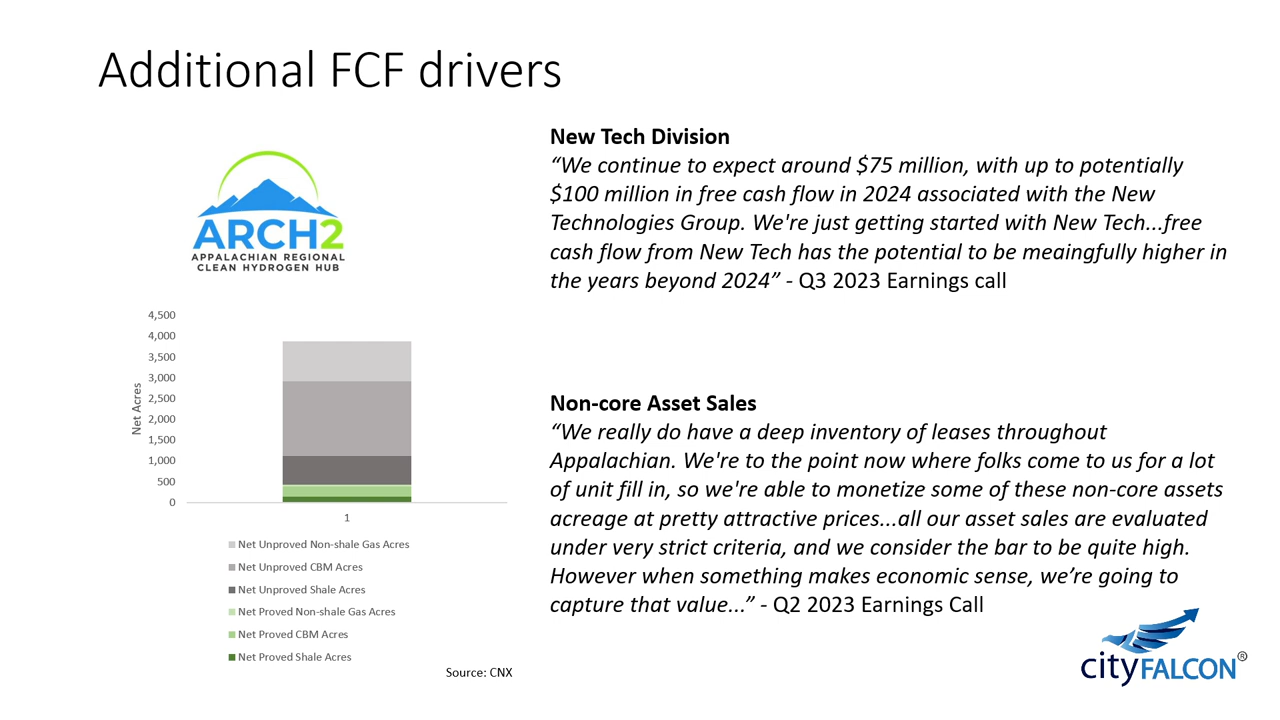 Additional FCF drivers
ARCH2
APPALACHIAN REGIONAL
CLEAN HYDROGEN HUB
New Tech Division
“We continue to expect around $75 million, with up to potentially
$100 million in free cash flow in 2024 associated with the New
Technologies Group. We're just getting started with New Tech...free
cash flow from New Tech has the potential to be meaingfully higher in
the years beyond 2024” - Q3 2023 Earnings call
4,500
4,000
3,500
3,000
2,500
2,000
1,500
1,000
500
0
Net Acres
1
Net Unproved Non-shale Gas Acres
Net Unproved CBM Acres
Net Unproved Shale Acres
Net Proved Non-shale Gas Acres
Net Proved CBM Acres
Net Proved Shale Acres
Source: CNX
Non-core Asset Sales
“We really do have a deep inventory of leases throughout
Appalachian. We're to the point now where folks come to us for a lot
of unit fill in, so we're able to monetize some of these non-core assets
acreage at pretty attractive prices...all our asset sales are evaluated
under very strict criteria, and we consider the bar to be quite high.
However when something makes economic sense, we’re going to
capture that value...” - Q2 2023 Earnings Call
cityFALCON®